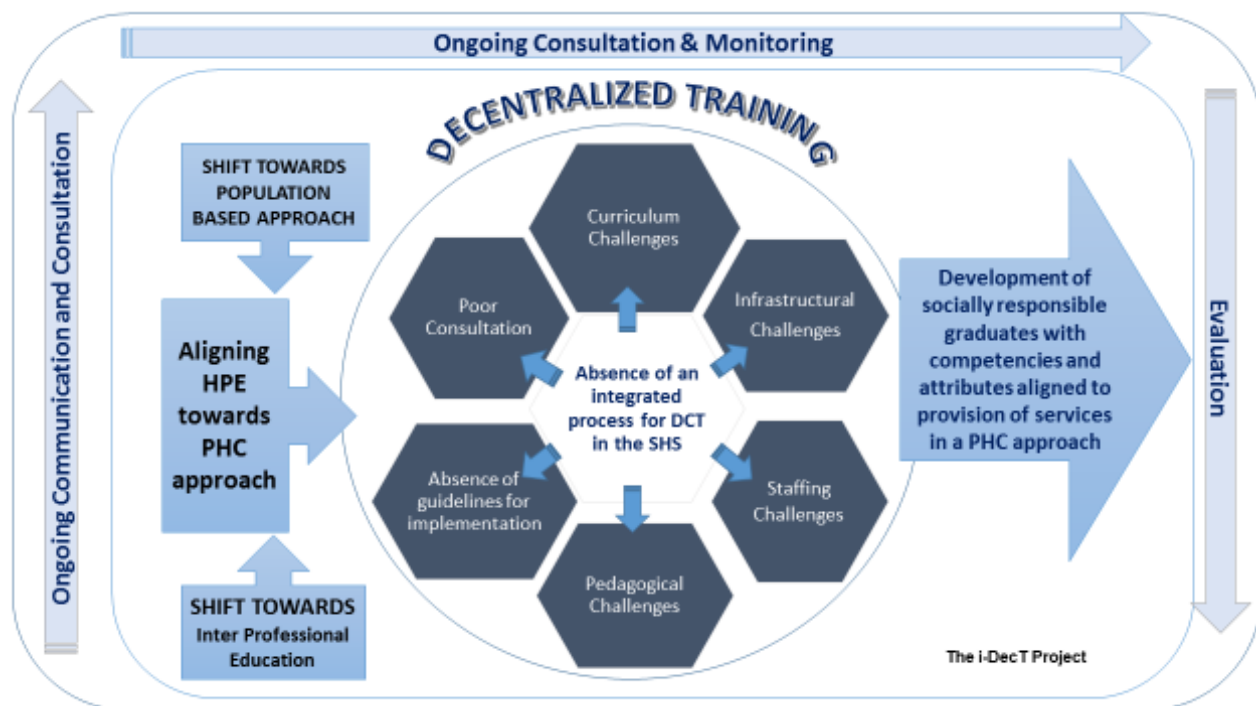 Ongoing Consultation & Monitoring
Ongoing Communication and Consultation
DECENTRALIZED TRAINING
SHIFT TOWARDS
POPULATION
BASED APPROACH
Aligning
HPE
towards
PHC
approach
SHIFT TOWARDS
Inter Professional
Education
Curriculum
Challenges
Poor
Consultation
Infrastructural
Challenges
Absence of an
integrated
process for DCT
in the SHS
Absence of
guidelines for
implementation
Staffing
Challenges
Pedagogical
Challenges
Development of
socially responsible
graduates with
competencies and
attributes aligned to
provision of services
in a PHC approach
Evaluation
The i-DecT Project